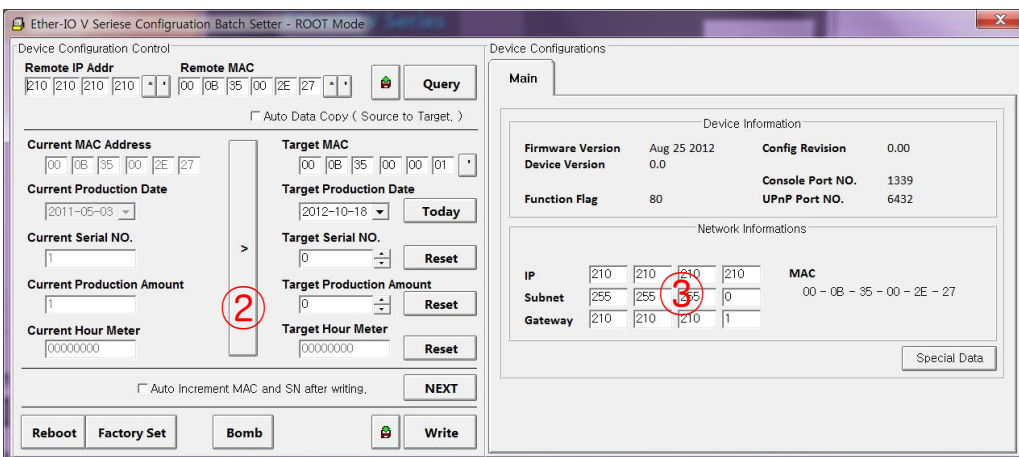 Ether-IO V Seriese Configruation Batch Setter - ROOT Mode
Device Configuration Control
Remote IP Addr Remote MAC
210 210 210 210 * ' 00 0B 35 00 2E 27 * ' Query
Auto Data Copy ( Source to Target, )
Current MAC Address
00 0B 35 00 2E 27
Current Production Date
2011-05-03
Current Serial NO.
1
Current Production Amount
1
Current Hour Meter
00000000
>
②
Target MAC
00 0B 35 00 00 01 '
Target Production Date
2012-10-18 Today
Target Serial NO.
0 Reset
Target Production Amount
0 Reset
Target Hour Meter
00000000 Reset
Auto Increment MAC and SN after writing, NEXT
Reboot Factory Set Bomb Write
Device Configurations
Main
Device Information
Firmware Version Aug 25 2012 Config Revision 0.00
Device Version 0.0
Console Port NO. 1339
Function Flag 80 UPnP Port NO. 6432
Network Informations
IP 210 210 210 210 MAC
Subnet 255 255 255 0 00 - 0B - 35 - 00 - 2E - 27
③
Gateway 210 210 210 1
Special Data